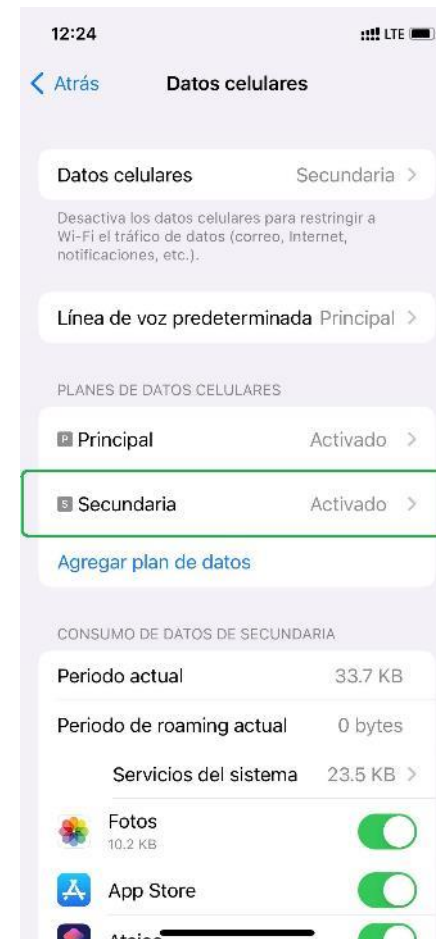 12:24
LTE
Atrás
Datos celulares
Datos celulares Secundaria
Desactiva los datos celulares para restringir a
Wi-Fi el tráfico de datos (correo, Internet,
notificaciones, etc.).
Línea de voz predeterminada Principal
PLANES DE DATOS CELULARES
P Principal Activado
S Secundaria Activado
Agregar plan de datos
CONSUMO DE DATOS DE SECUNDARIA
Periodo actual 33.7 KB
Periodo de roaming actual 0 bytes
Servicios del sistema 23.5 KB
Fotos
10.2 KB
App Store